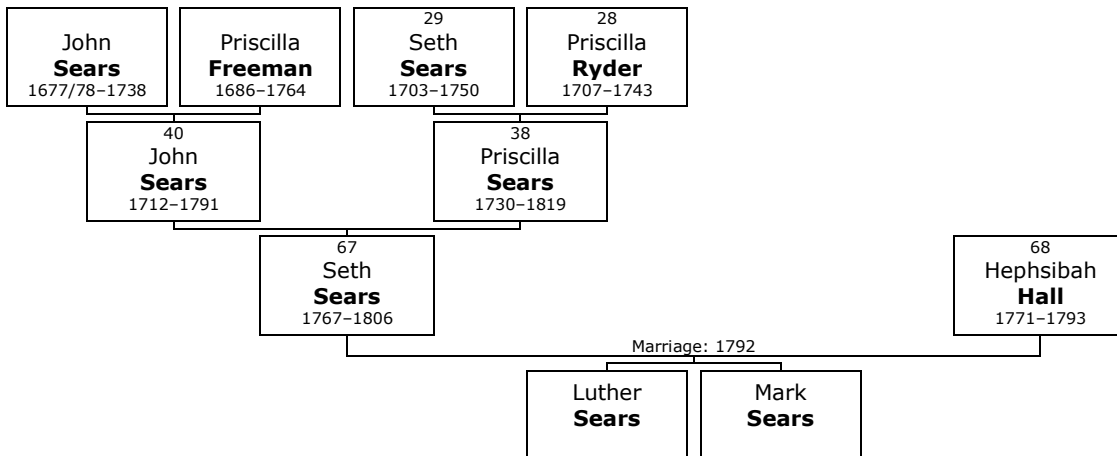 John
Sears
1677/78–1738
Priscilla
Freeman
1686–1764
29
Seth
Sears
1703–1750
28
Priscilla
Ryder
1707–1743
40
John
Sears
1712–1791
38
Priscilla
Sears
1730–1819
67
Seth
Sears
1767–1806
68
Hephsibah
Hall
1771–1793
Marriage: 1792
Luther
Sears
Mark
Sears